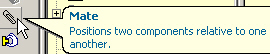 Mate
Positions two components relative to one
another.